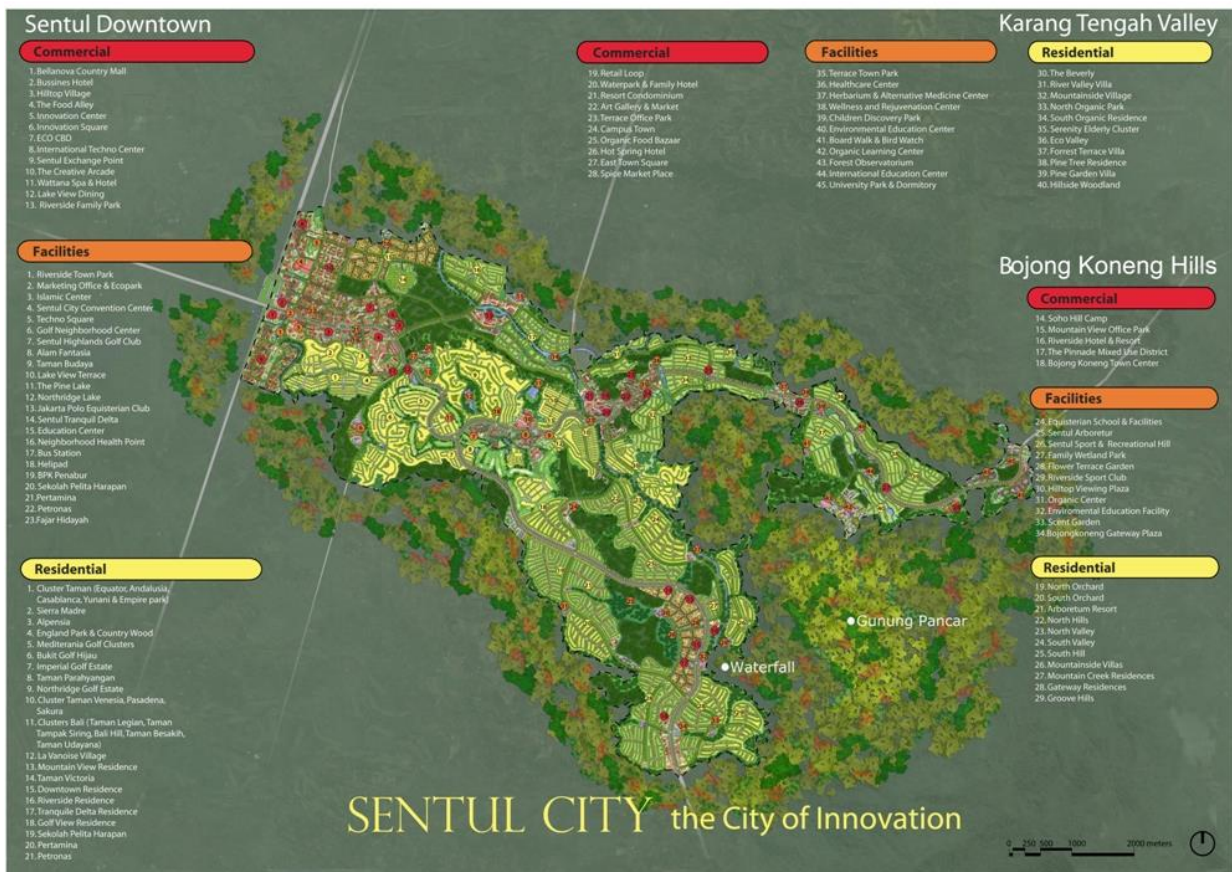 Sentul Downtown
Commercial
1. Bellanova Country Mall
2. Bussines Hotel
3. Hilltop Village
4. The Food Alley
5. Innovation Center
6. Innovation Square
7. ECO CBD
8. International Techno Center
9. Sentul Exchange Point
10. The Creative Arcade
11. Wattana Spa & Hotel
12. Lake View Dining
13. Riverside Family Park
Facilities
1. Riverside Town Park
2. Marketing Office & Ecopark
3. Islamic Center
4. Sentul City Convention Center
5. Techno Square
6. Golf Neighborhood Center
7. Sentul Highlands Golf Club
8. Alam Fantasia
9. Taman Budaya
10. Lake View Terrace
11. The Pine Lake
12. Northridge Lake
13. Jakarta Polo Equisterian Club
14. Sentul Tranquil Delta
15. Education Center
16. Neighborhood Health Point
17. Bus Station
18. Helipad
19. BPK Penabur
20. Sekolah Pelita Harapan
21. Pertamina
22. Petronas
23. Fajar Hidayah
Residential
1. Cluster Taman (Equator, Andalusia,
Casablanca, Yunani & Empire park)
2. Sierra Madre
3. Alpensia
4. England Park & Country Wood
5. Mediterania Golf Clusters
6. Bukit Golf Hijau
7. Imperial Golf Estate
8. Taman Parahyangan
9. Northridge Golf Estate
10. Cluster Taman Venesia, Pasadena,
Sakura
11. Clusters Bali (Taman Legian, Taman
Tampak Siring, Bali Hill, Taman Besakih,
Taman Udayana)
12. La Vanoise Village
13. Mountain View Residence
14. Taman Victoria
15. Downtown Residence
16. Riverside Residence
17. Tranquile Delta Residence
18. Golf View Residence
19. Sekolah Pelita Harapan
20. Pertamina
21. Petronas
Karang Tengah Valley
Commercial
19. Retail Loop
20. Waterpark & Family Hotel
21. Resort Condominium
22. Art Gallery & Market
23. Terrace Office Park
24. Campus Town
25. Organic Food Bazaar
26. Hot Spring Hotel
27. East Town Square
28. Spice Market Place
Facilities
35. Terrace Town Park
36. Healthcare Center
37. Herbarium & Alternative Medicine Center
38. Wellness and Rejuvenation Center
39. Children Discovery Park
40. Environmental Education Center
41. Board Walk & Bird Watch
42. Organic Learning Center
43. Forest Observatorium
44. International Education Center
45. University Park & Dormitory
Residential
30. The Beverly
31. River Valley Villa
32. Mountainside Village
33. North Organic Park
34. South Organic Residence
35. Serenity Elderly Cluster
36. Eco Valley
37. Forrest Terrace Villa
38. Pine Tree Residence
39. Pine Garden Villa
40. Hillside Woodland
Bojong Koneng Hills
Commercial
14. Soho Hill Camp
15. Mountain View Office Park
16. Riverside Hotel & Resort
17. The Pinnade Mixed Use District
18. Bojong Koneng Town Center
Facilities
24. Equisterian School & Facilities
25. Sentul Arboretur
26. Sentul Sport & Recreational Hill
27. Family Wetland Park
28. Flower Terrace Garden
29. Riverside Sport Club
30. Hilltop Viewing Plaza
31. Organic Center
32. Enviromental Education Facility
33. Scent Garden
34. Bojongkoneng Gateway Plaza
Residential
19. North Orchard
20. South Orchard
21. Arboretum Resort
22. North Hills
23. North Valley
24. South Valley
25. South Hill
26. Mountainside Villas
27. Mountain Creek Residences
28. Gateway Residences
29. Groove Hills
Gunung Pancar
Waterfall
SENTUL CITY the City of Innovation
0 250 500 1000 2000 meters